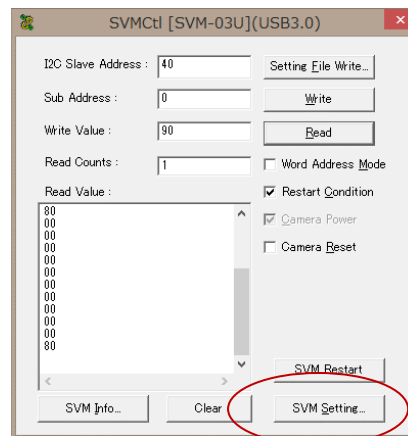 SVMCtl [SVM-03U](USB3.0)
I2C Slave Address : 40 Setting File Write...
Sub Address : 0 Write
Write Value : 90 Read
Read Counts : 1 Word Address Mode
Read Value : Restart Condition
Camera Power
Camera Reset
80
00
00
00
00
00
00
00
00
00
00
80
SVM Restart
SVM Info... Clear SVM Setting...